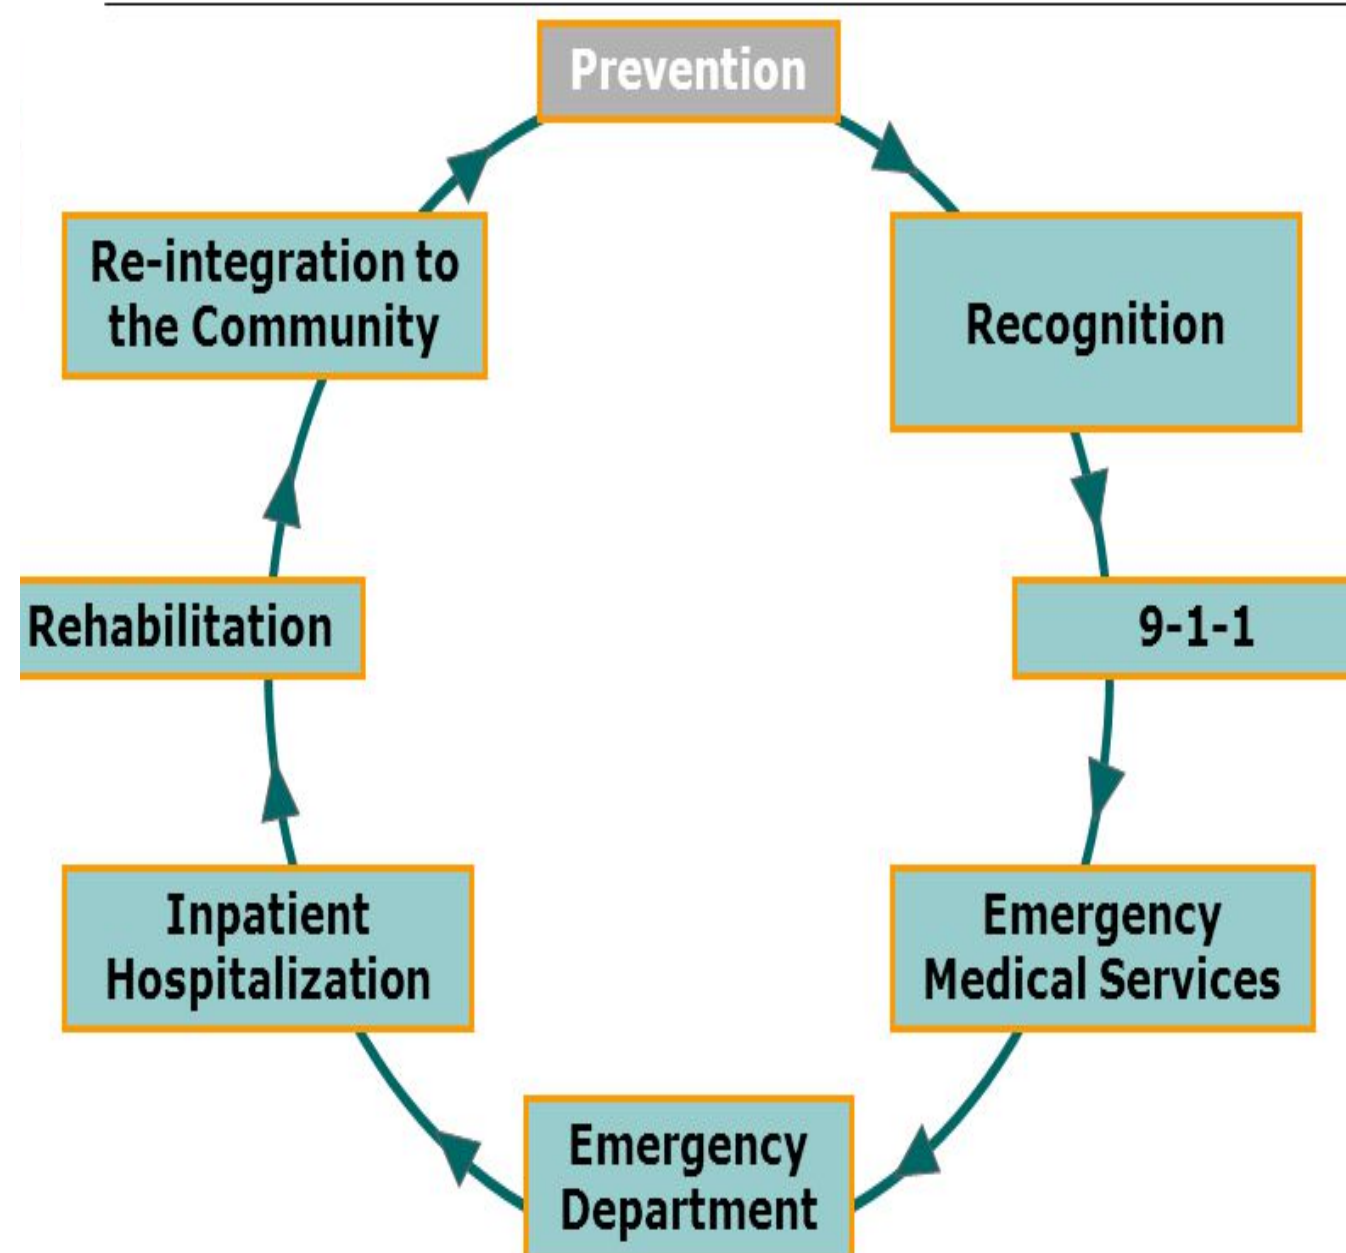 Prevention
Recognition
9-1-1
Emergency
Medical Services
Emergency
Department
Inpatient
Hospitalization
Rehabilitation
Re-integration to
the Community